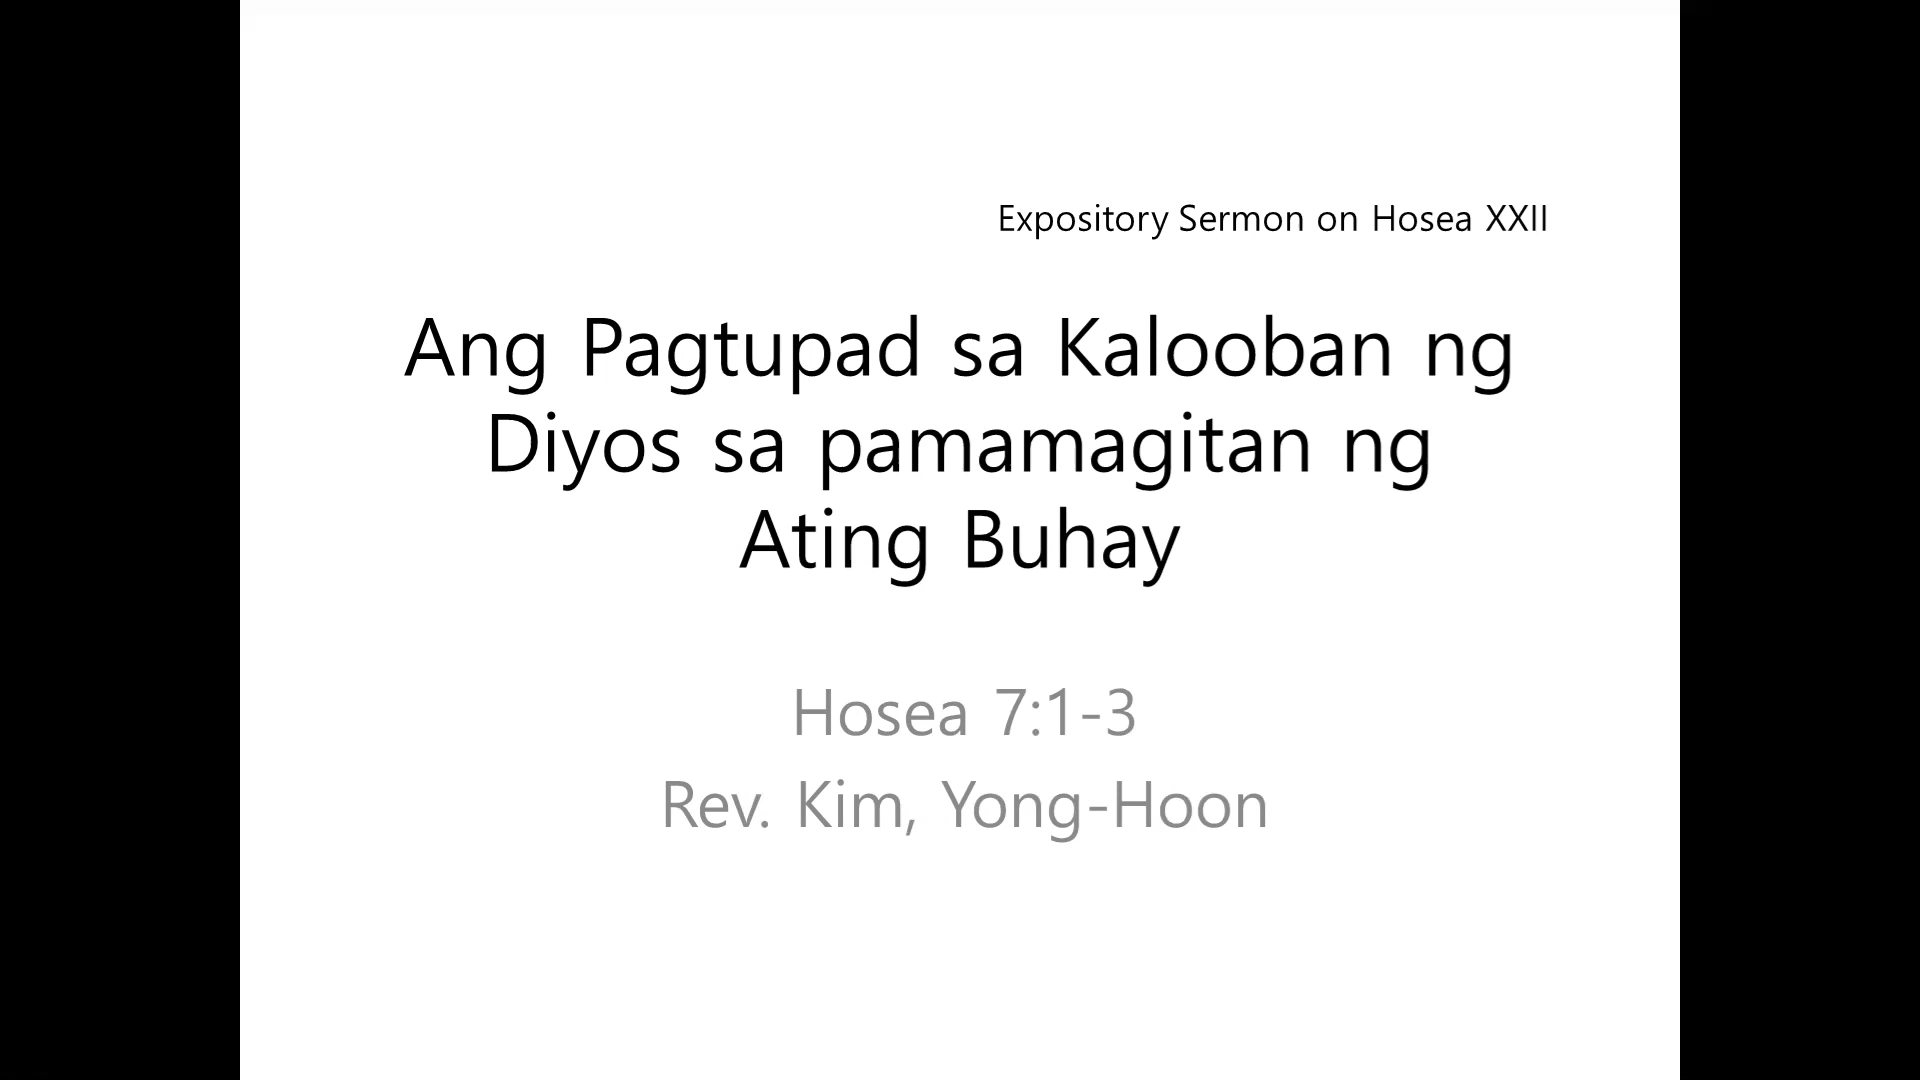 Expository Sermon on Hosea XXII
Ang Pagtupad sa Kalooban ng
Diyos sa pamamagitan ng
Ating Buhay
Hosea 7:1-3
Rev. Kim, Yong-Hoon